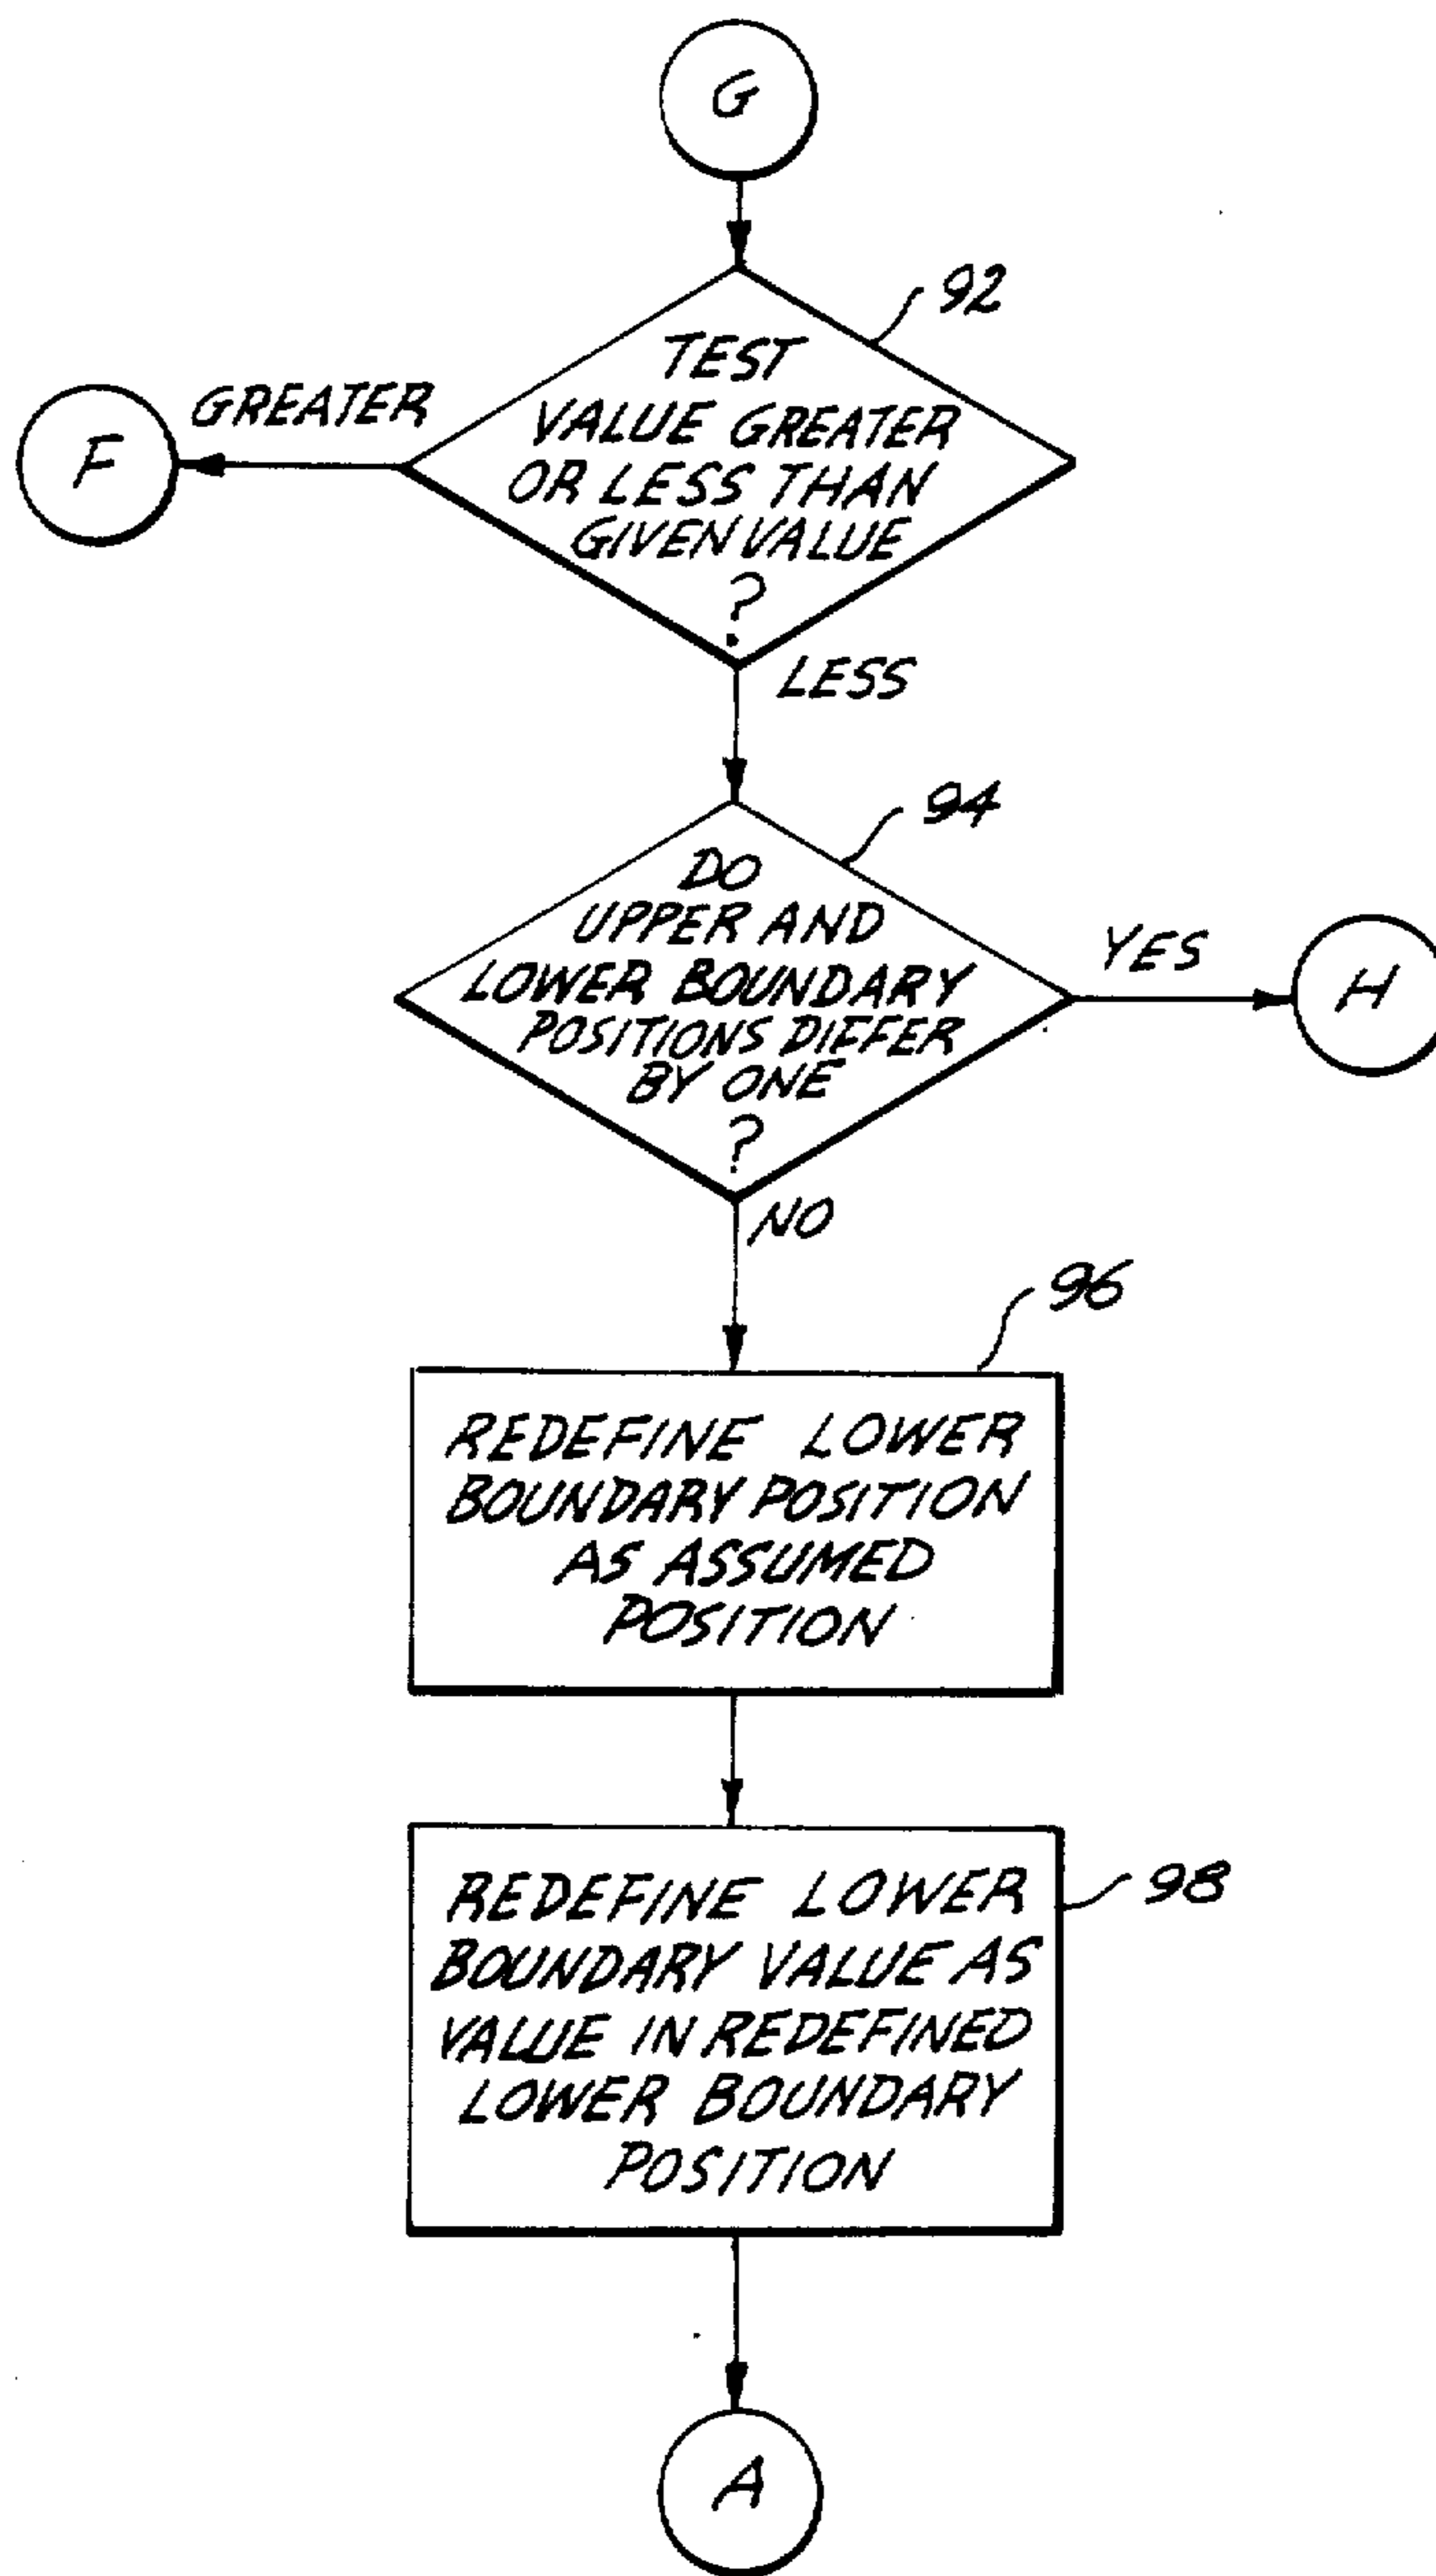 G
92
TEST
VALUE GREATER
OR LESS THAN
GIVEN VALUE
?
GREATER
F
LESS
94
DO
UPPER AND
LOWER BOUNDARY
POSITIONS DIFFER
BY ONE
?
YES
H
NO
96
REDEFINE LOWER
BOUNDARY POSITION
AS ASSUMED
POSITION
98
REDEFINE LOWER
BOUNDARY VALUE AS
VALUE IN REDEFINED
LOWER BOUNDARY
POSITION
A